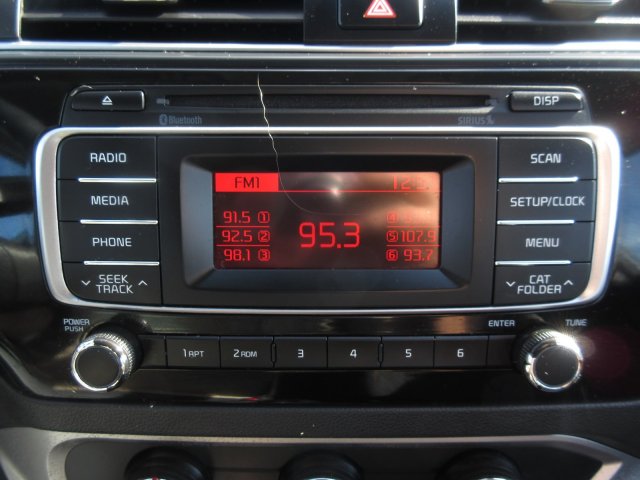 DISP
Bluetooth
SIRIUS
RADIO
SCAN
MEDIA
SETUP/CLOCK
PHONE
MENU
SEEK
TRACK
CAT
FOLDER
FM1
91.5 1
92.5 2
98.1 3
95.3
4
5 107.9
6 93.7
POWER
PUSH
ENTER
TUNE
1 RPT
2 RDM
3
4
5
6